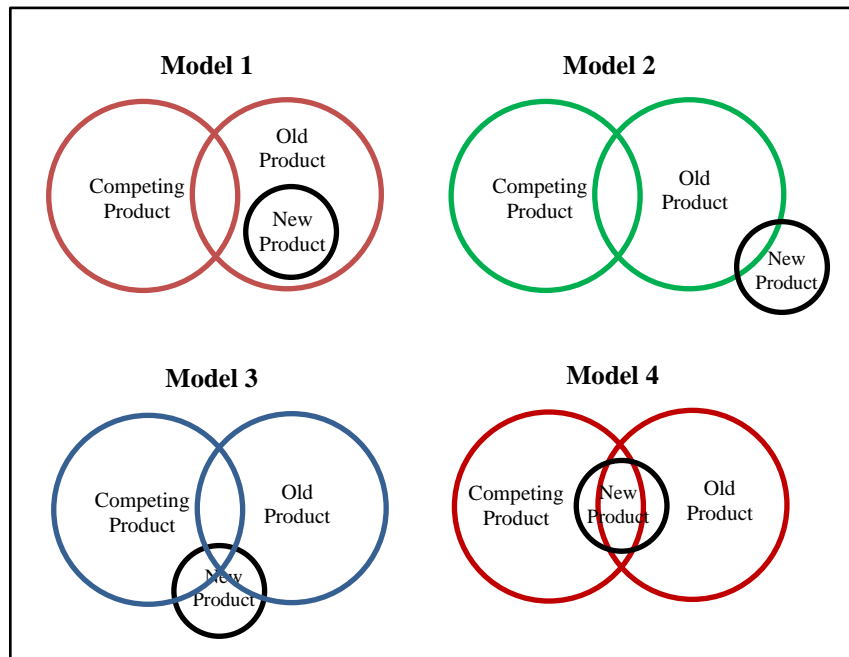 Model 1
Competing
Product
Old
Product
New
Product
Model 2
Competing
Product
Old
Product
New
Product
Model 3
Competing
Product
Old
Product
New
Product
Model 4
Competing
Product
New
Product
Old
Product